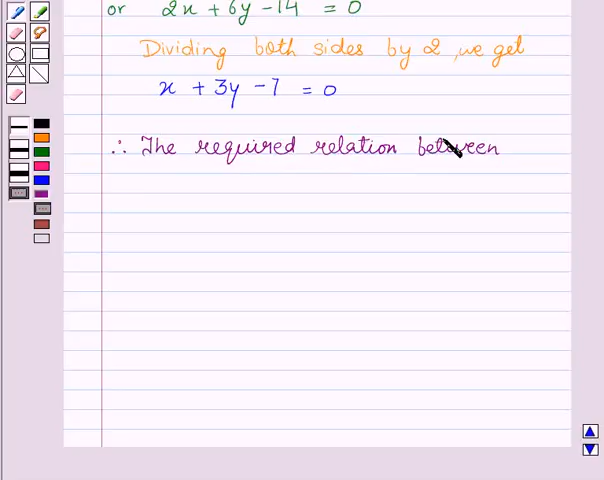 or 2x + 6y - 14 = 0
Dividing both sides by 2, we get
x + 3y - 7 = 0
∴ The required relation between